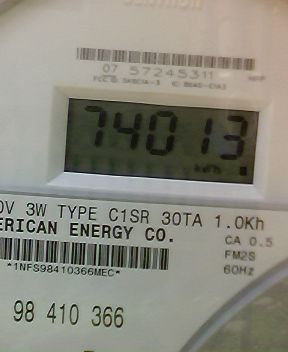 07 57245311
74013
0V 3W TYPE C1SR 30TA 1.0Kh
ERICAN ENERGY CO.
CA 0.5
*1NFS98410366MEC*
FM2S
60Hz
98 410 366